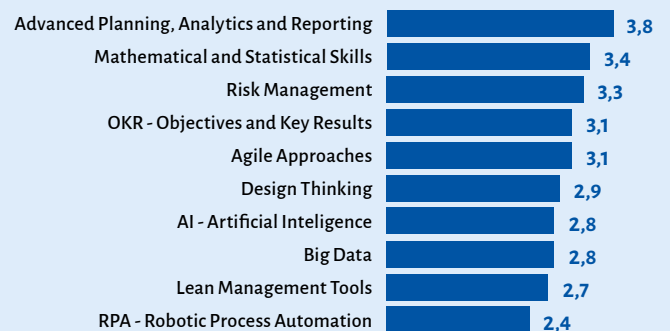 Advanced Planning, Analytics and Reporting 3,8
Mathematical and Statistical Skills 3,4
Risk Management 3,3
OKR - Objectives and Key Results 3,1
Agile Approaches 3,1
Design Thinking 2,9
AI - Artificial Inteligence 2,8
Big Data 2,8
Lean Management Tools 2,7
RPA - Robotic Process Automation 2,4